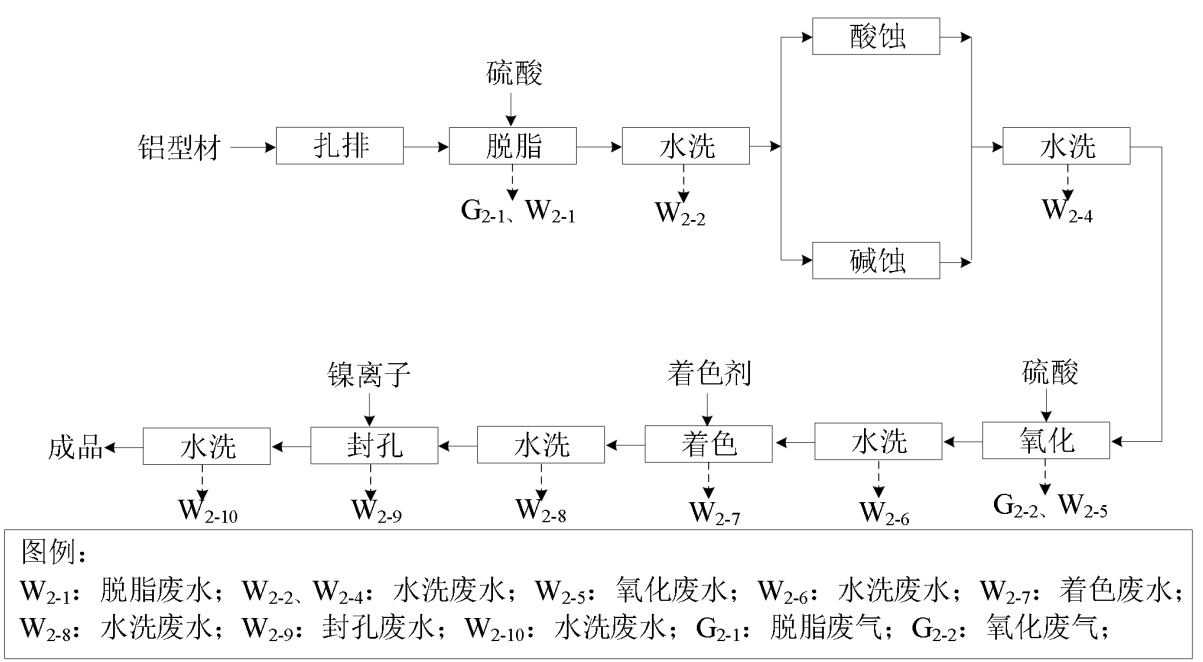 酸蚀
硫酸
铝型材
扎排
脱脂
水洗
水洗
G2-1、W2-1
W2-2
W2-4
碱蚀
镍离子
着色剂
硫酸
成品
水洗
封孔
水洗
着色
水洗
氧化
W2-10
W2-9
W2-8
W2-7
W2-6
G2-2、W2-5
图例：
W2-1：脱脂废水；W2-2、W2-4：水洗废水；W2-5：氧化废水；W2-6：水洗废水；W2-7：着色废水；
W2-8：水洗废水；W2-9：封孔废水；W2-10：水洗废水；G2-1：脱脂废气；G2-2：氧化废气；